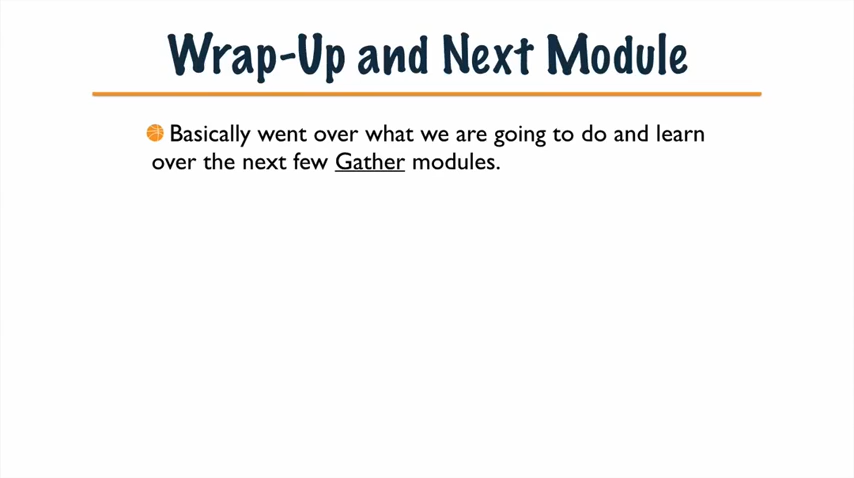 Wrap-Up and Next Module
Basically went over what we are going to do and learn
over the next few Gather modules.